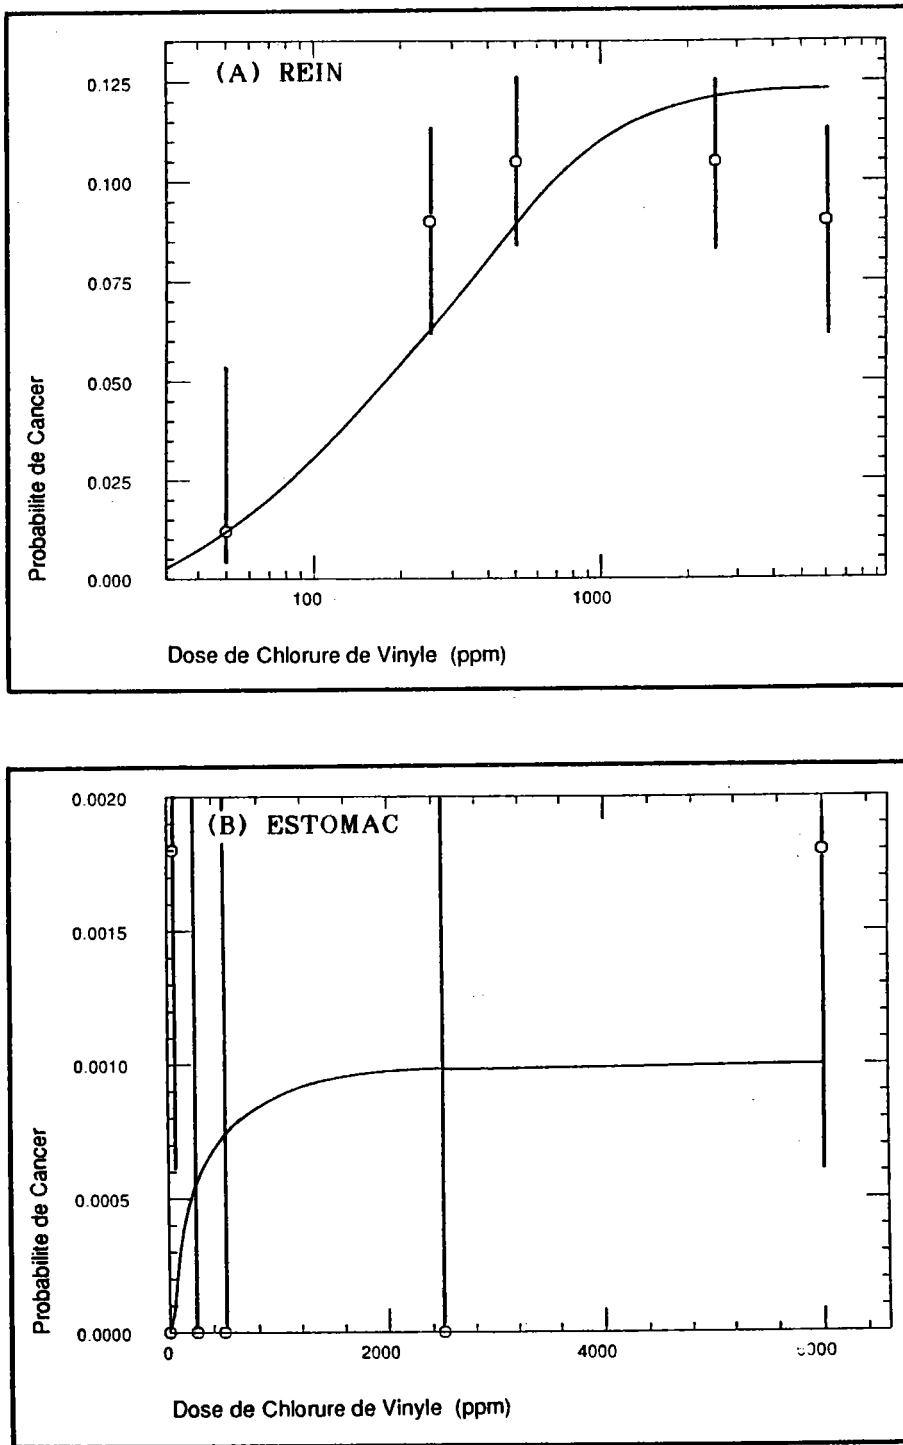 (A) REIN
0.125
0.100
0.075
0.050
0.025
0.000
Probabilite de Cancer
100 1000
Dose de Chlorure de Vinyle (ppm)
(B) ESTOMAC
0.0020
0.0015
0.0010
0.0005
0.0000
Probabilite de Cancer
0 2000 4000
Dose de Chlorure de Vinyle (ppm)